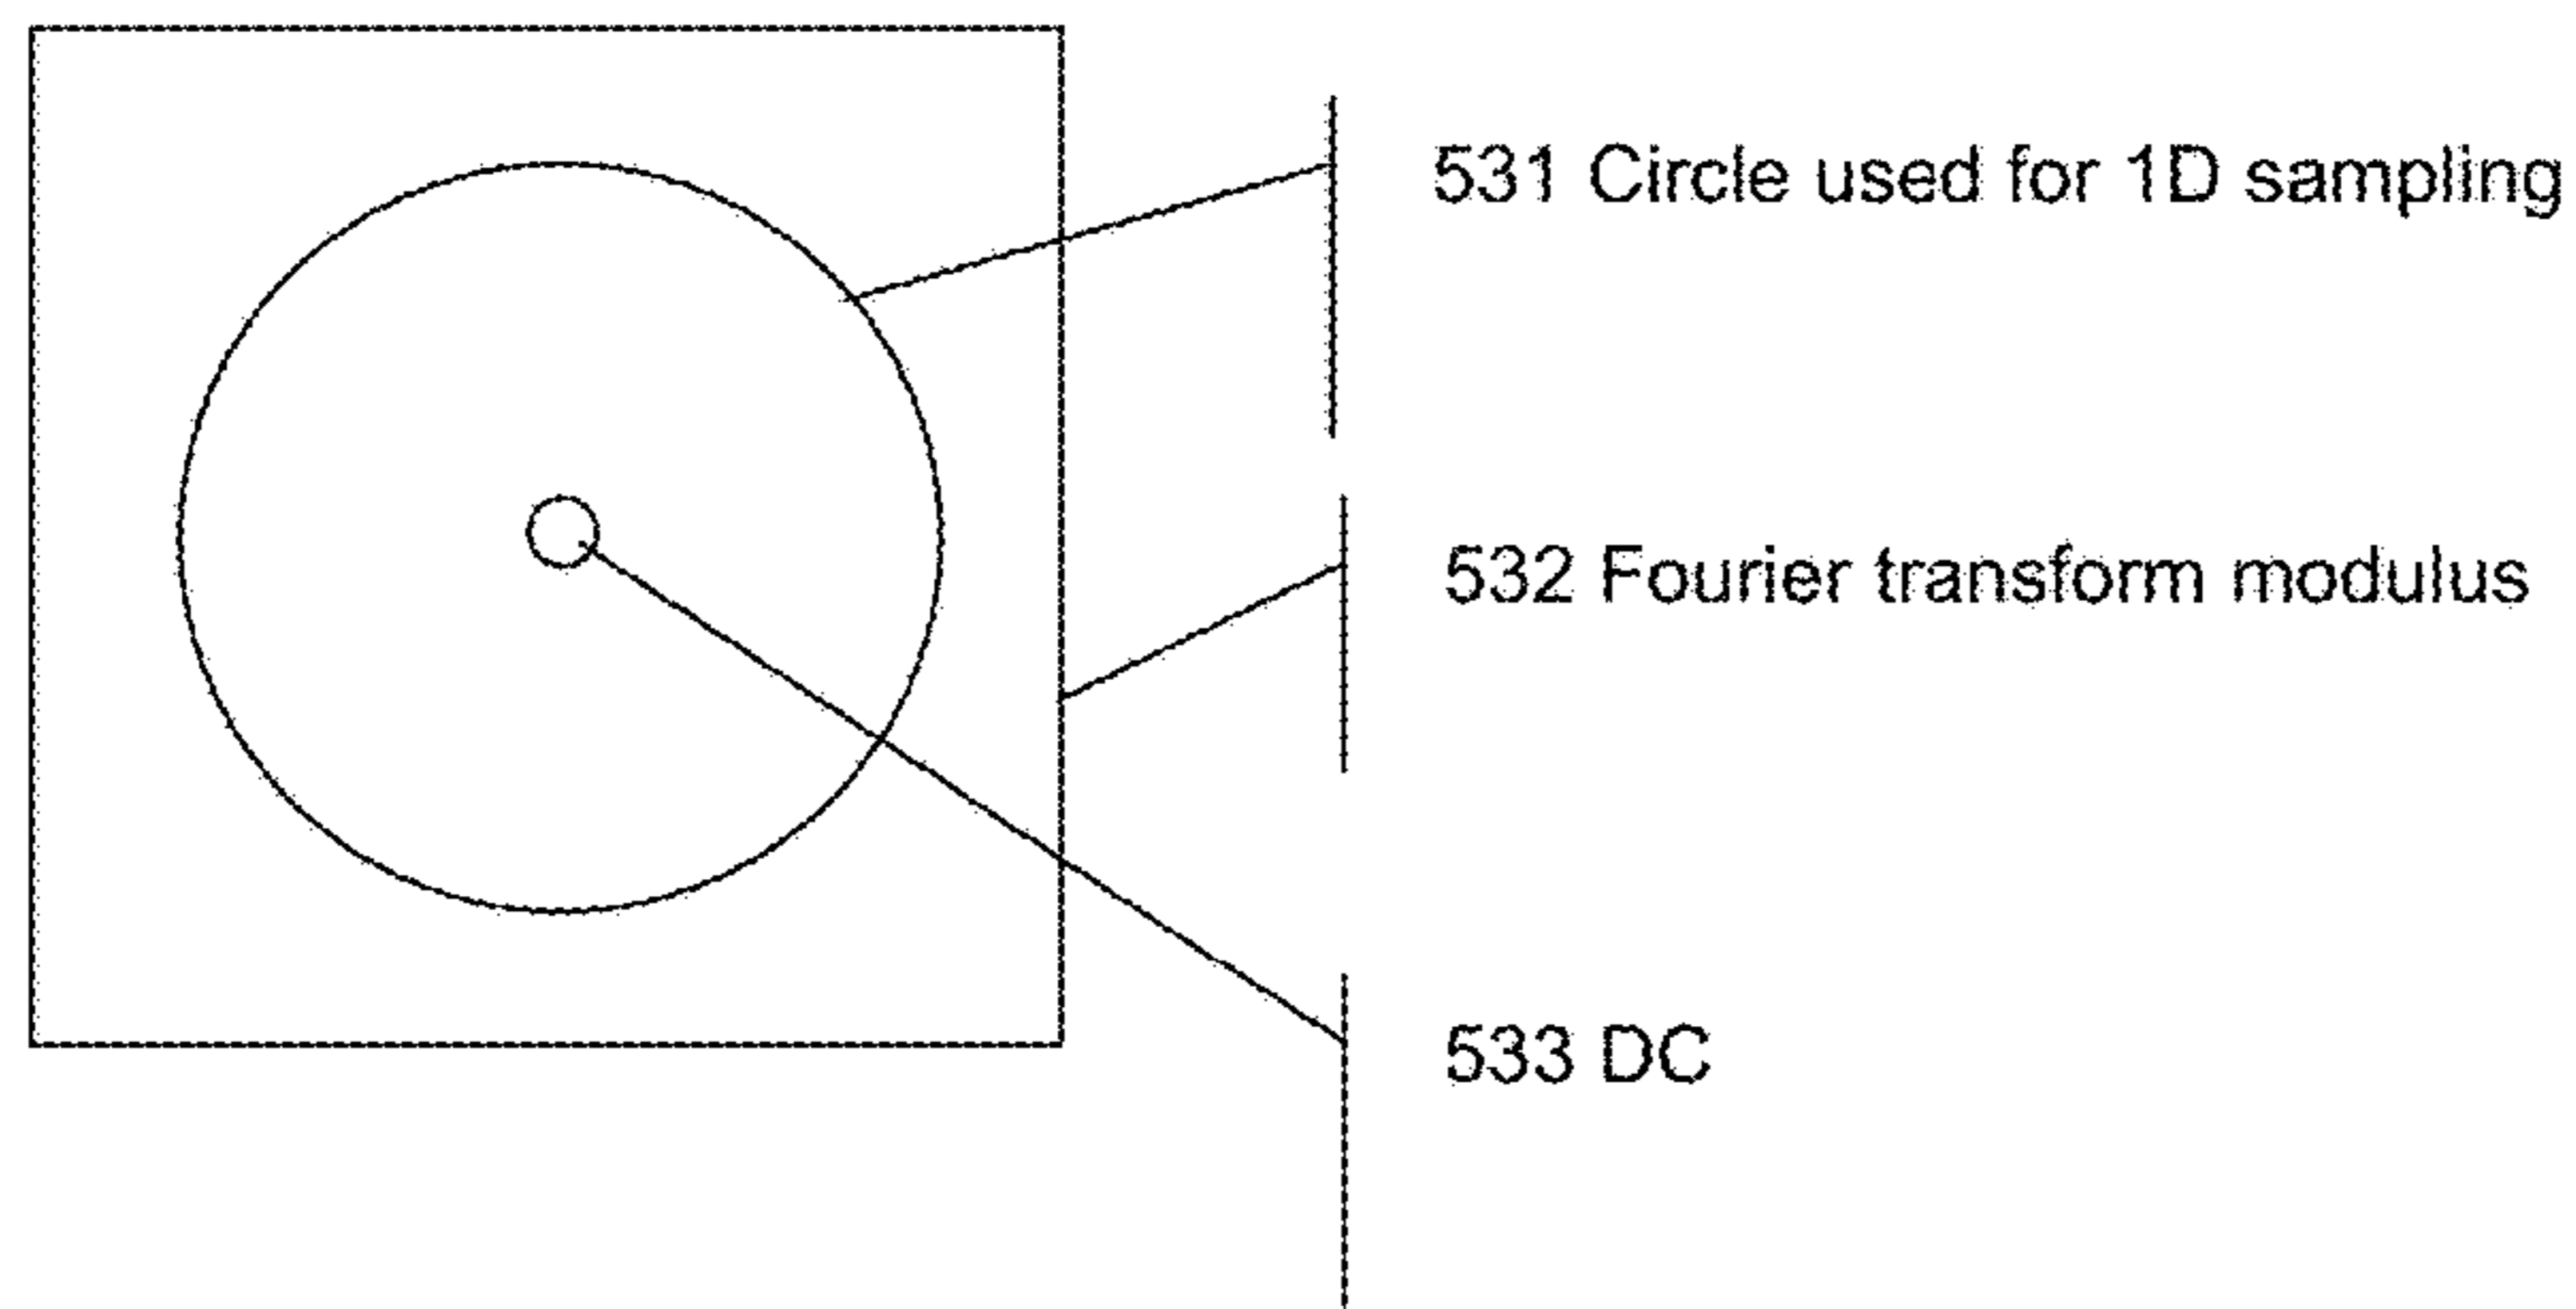 531 Circle used for 1D sampling
532 Fourier transform modulus
533 DC